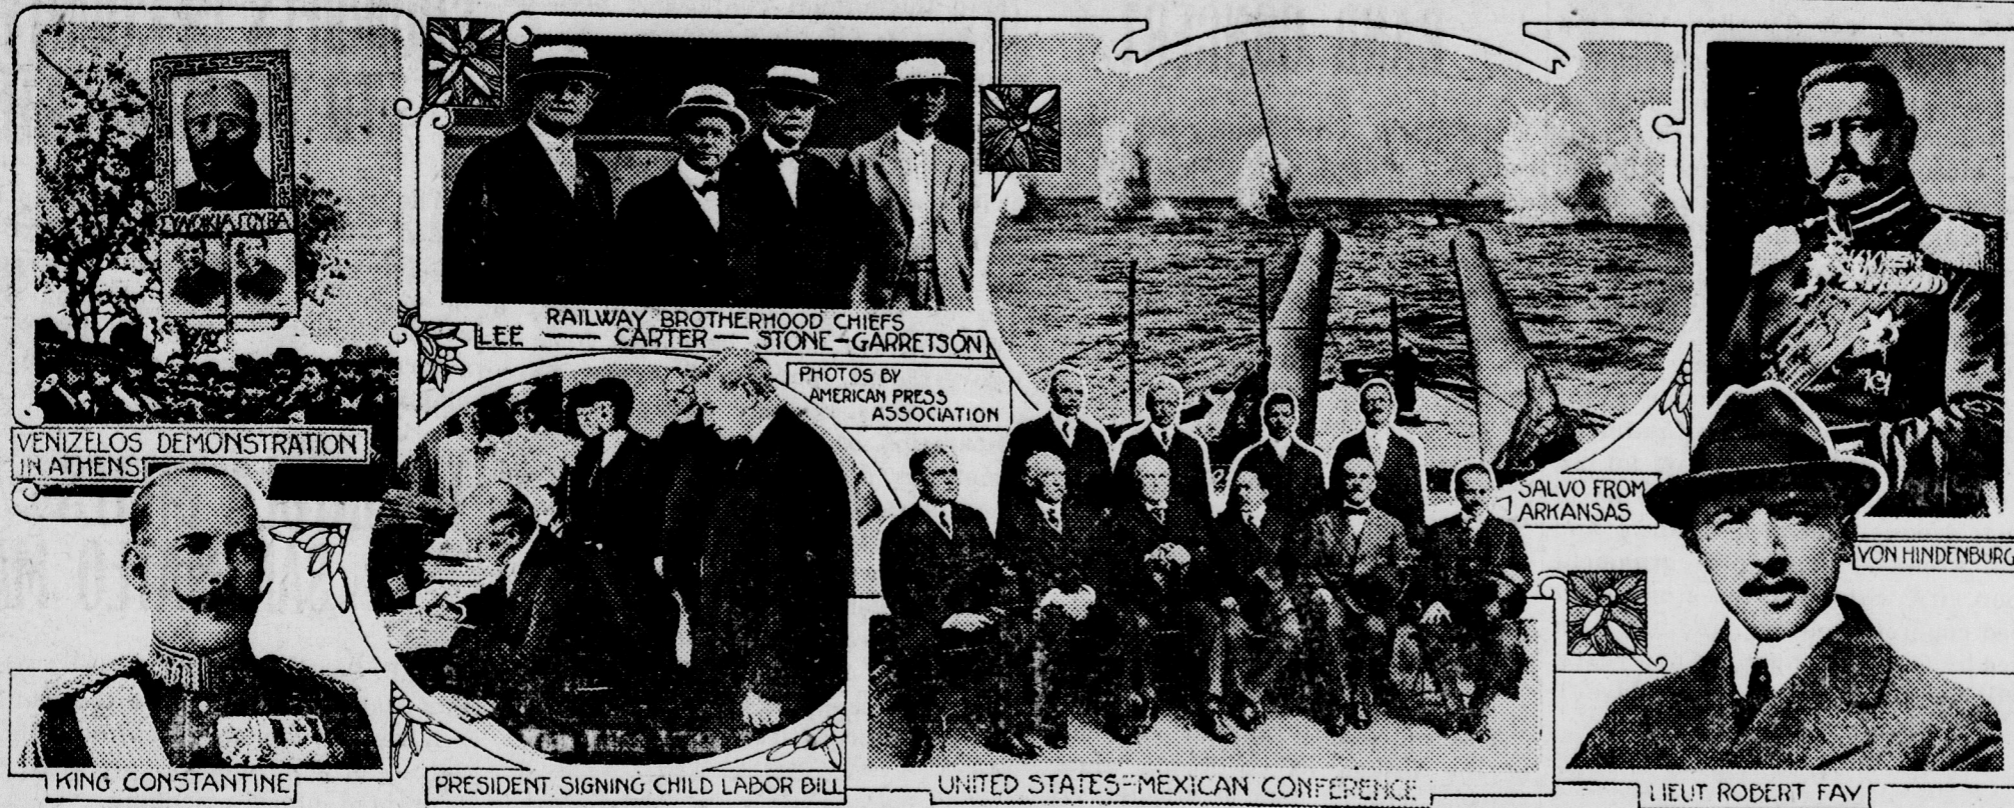 RAILWAY BROTHERHOOD CHIEFS
LEE — CARTER — STONE - GARRETSON
PHOTOS BY
AMERICAN PRESS
ASSOCIATION
VENIZELOS DEMONSTRATION
IN ATHENS
SALVO FROM
ARKANSAS
VON HINDENBURG
KING CONSTANTINE
PRESIDENT SIGNING CHILD LABOR BILL
UNITED STATES-MEXICAN CONFERENCE
LIEUT ROBERT FAY